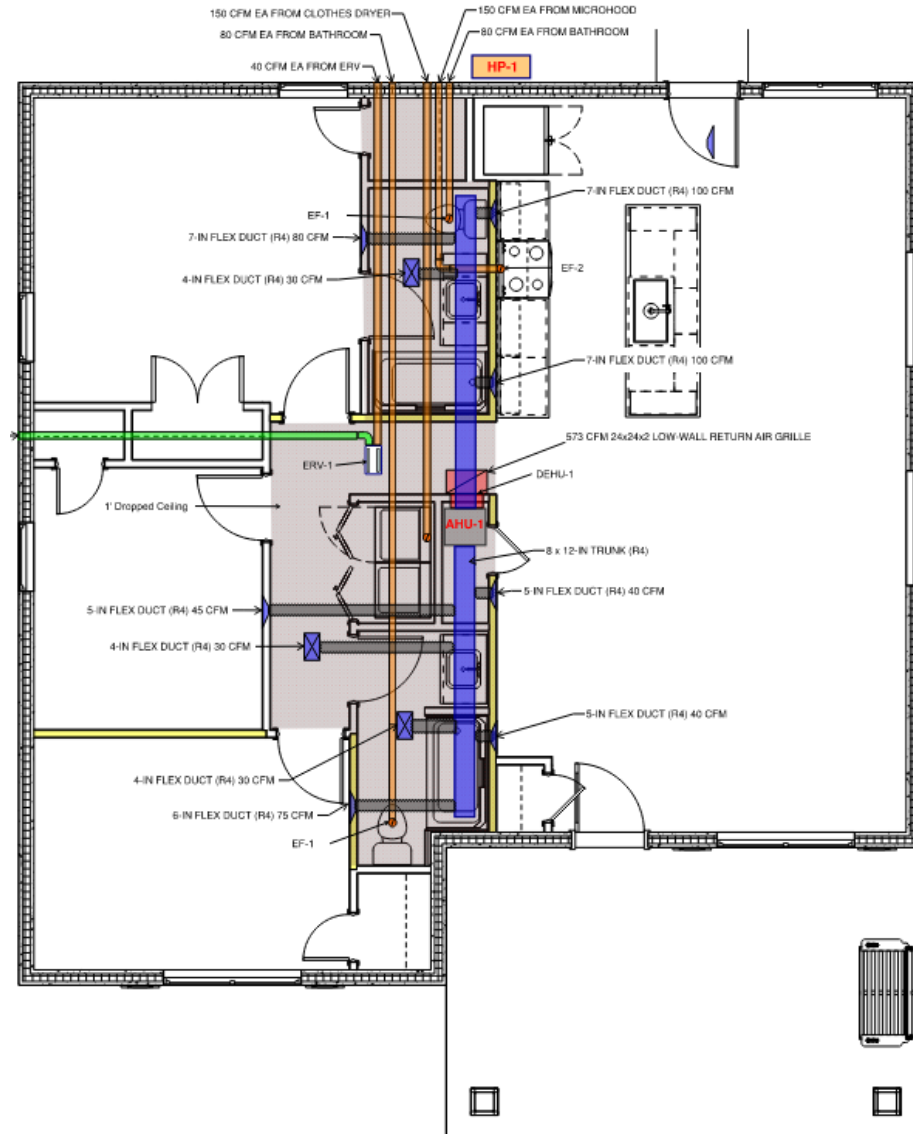 150 CFM EA FROM CLOTHES DRYER
150 CFM EA FROM MICROHOOD
80 CFM EA FROM BATHROOM
80 CFM EA FROM BATHROOM
40 CFM EA FROM ERV
HP-1
7-IN FLEX DUCT (R4) 100 CFM
EF-1
7-IN FLEX DUCT (R4) 80 CFM
EF-2
4-IN FLEX DUCT (R4) 30 CFM
7-IN FLEX DUCT (R4) 100 CFM
573 CFM 24x24x2 LOW-WALL RETURN AIR GRILLE
ERV-1
DEHU-1
1' Dropped Ceiling
AHU-1
8 x 12-IN TRUNK (R4)
5-IN FLEX DUCT (R4) 40 CFM
5-IN FLEX DUCT (R4) 45 CFM
4-IN FLEX DUCT (R4) 30 CFM
5-IN FLEX DUCT (R4) 40 CFM
4-IN FLEX DUCT (R4) 30 CFM
6-IN FLEX DUCT (R4) 75 CFM
EF-1